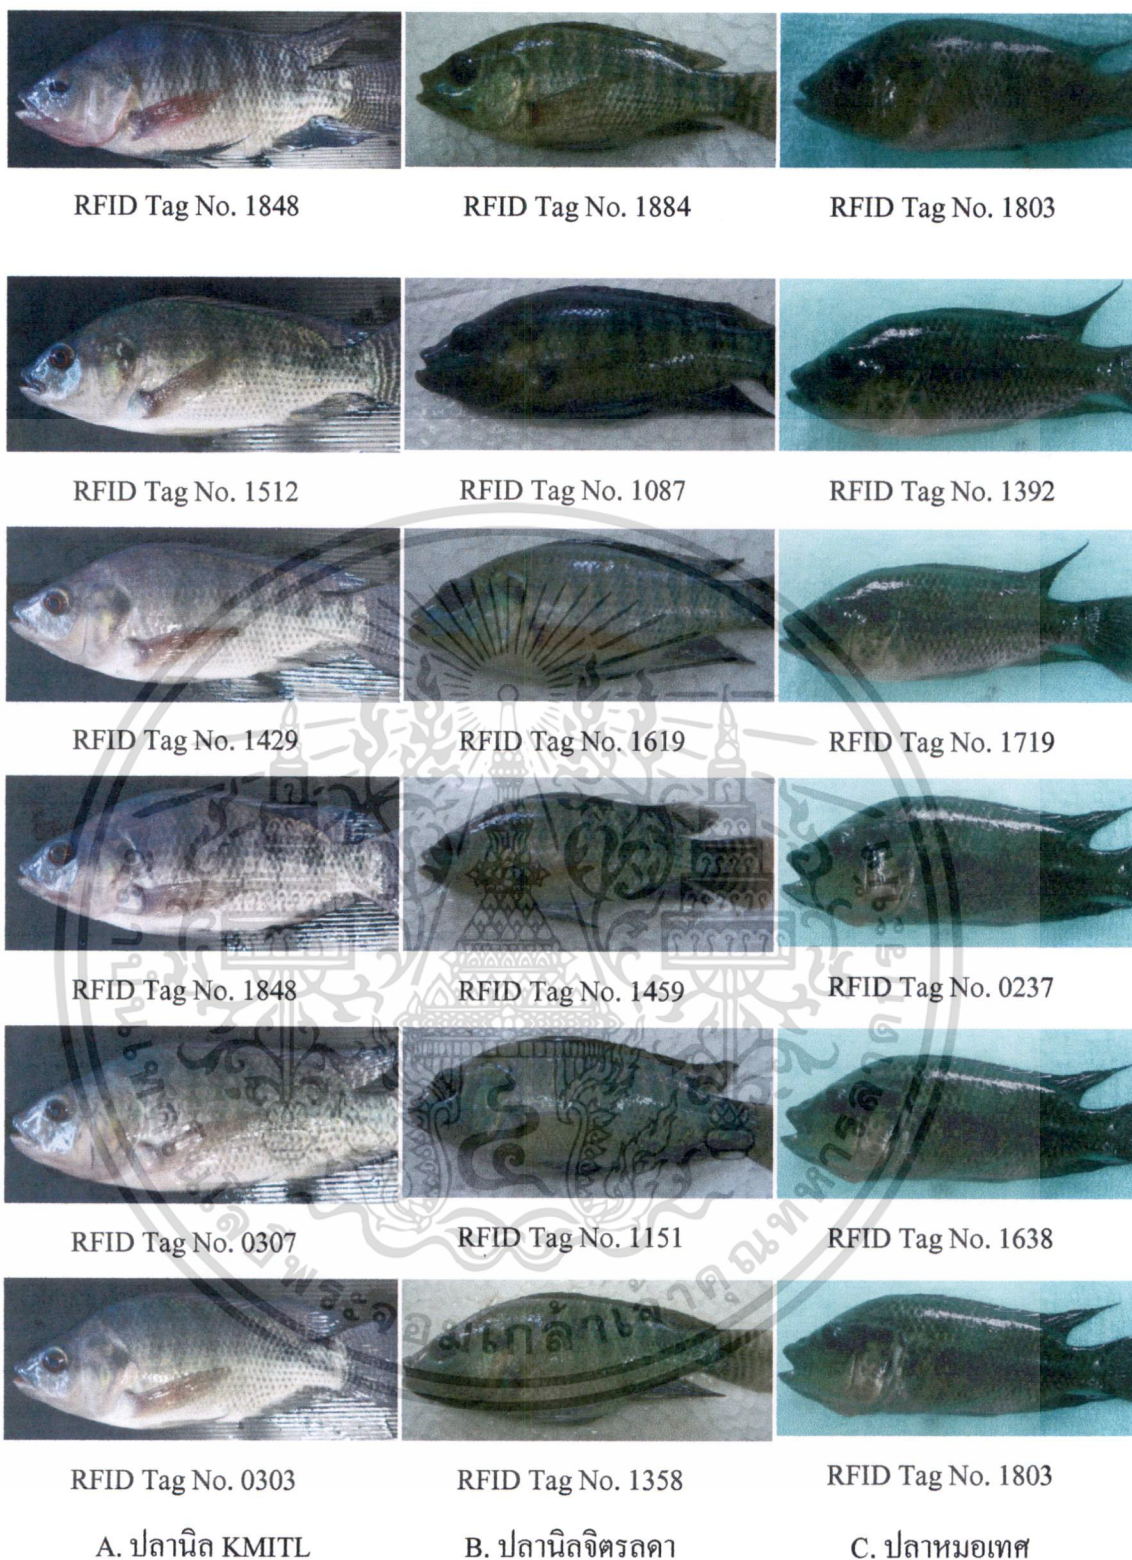 RFID Tag No. 1848 RFID Tag No. 1884 RFID Tag No. 1803
RFID Tag No. 1512 RFID Tag No. 1087 RFID Tag No. 1392
RFID Tag No. 1429 RFID Tag No. 1619 RFID Tag No. 1719
RFID Tag No. 1848 RFID Tag No. 1459 RFID Tag No. 0237
RFID Tag No. 0307 RFID Tag No. 1151 RFID Tag No. 1638
RFID Tag No. 0303 RFID Tag No. 1358 RFID Tag No. 1803
A. ปลานิล KMITL B. ปลานิลจิตรลดา C. ปลาหมอเทศ